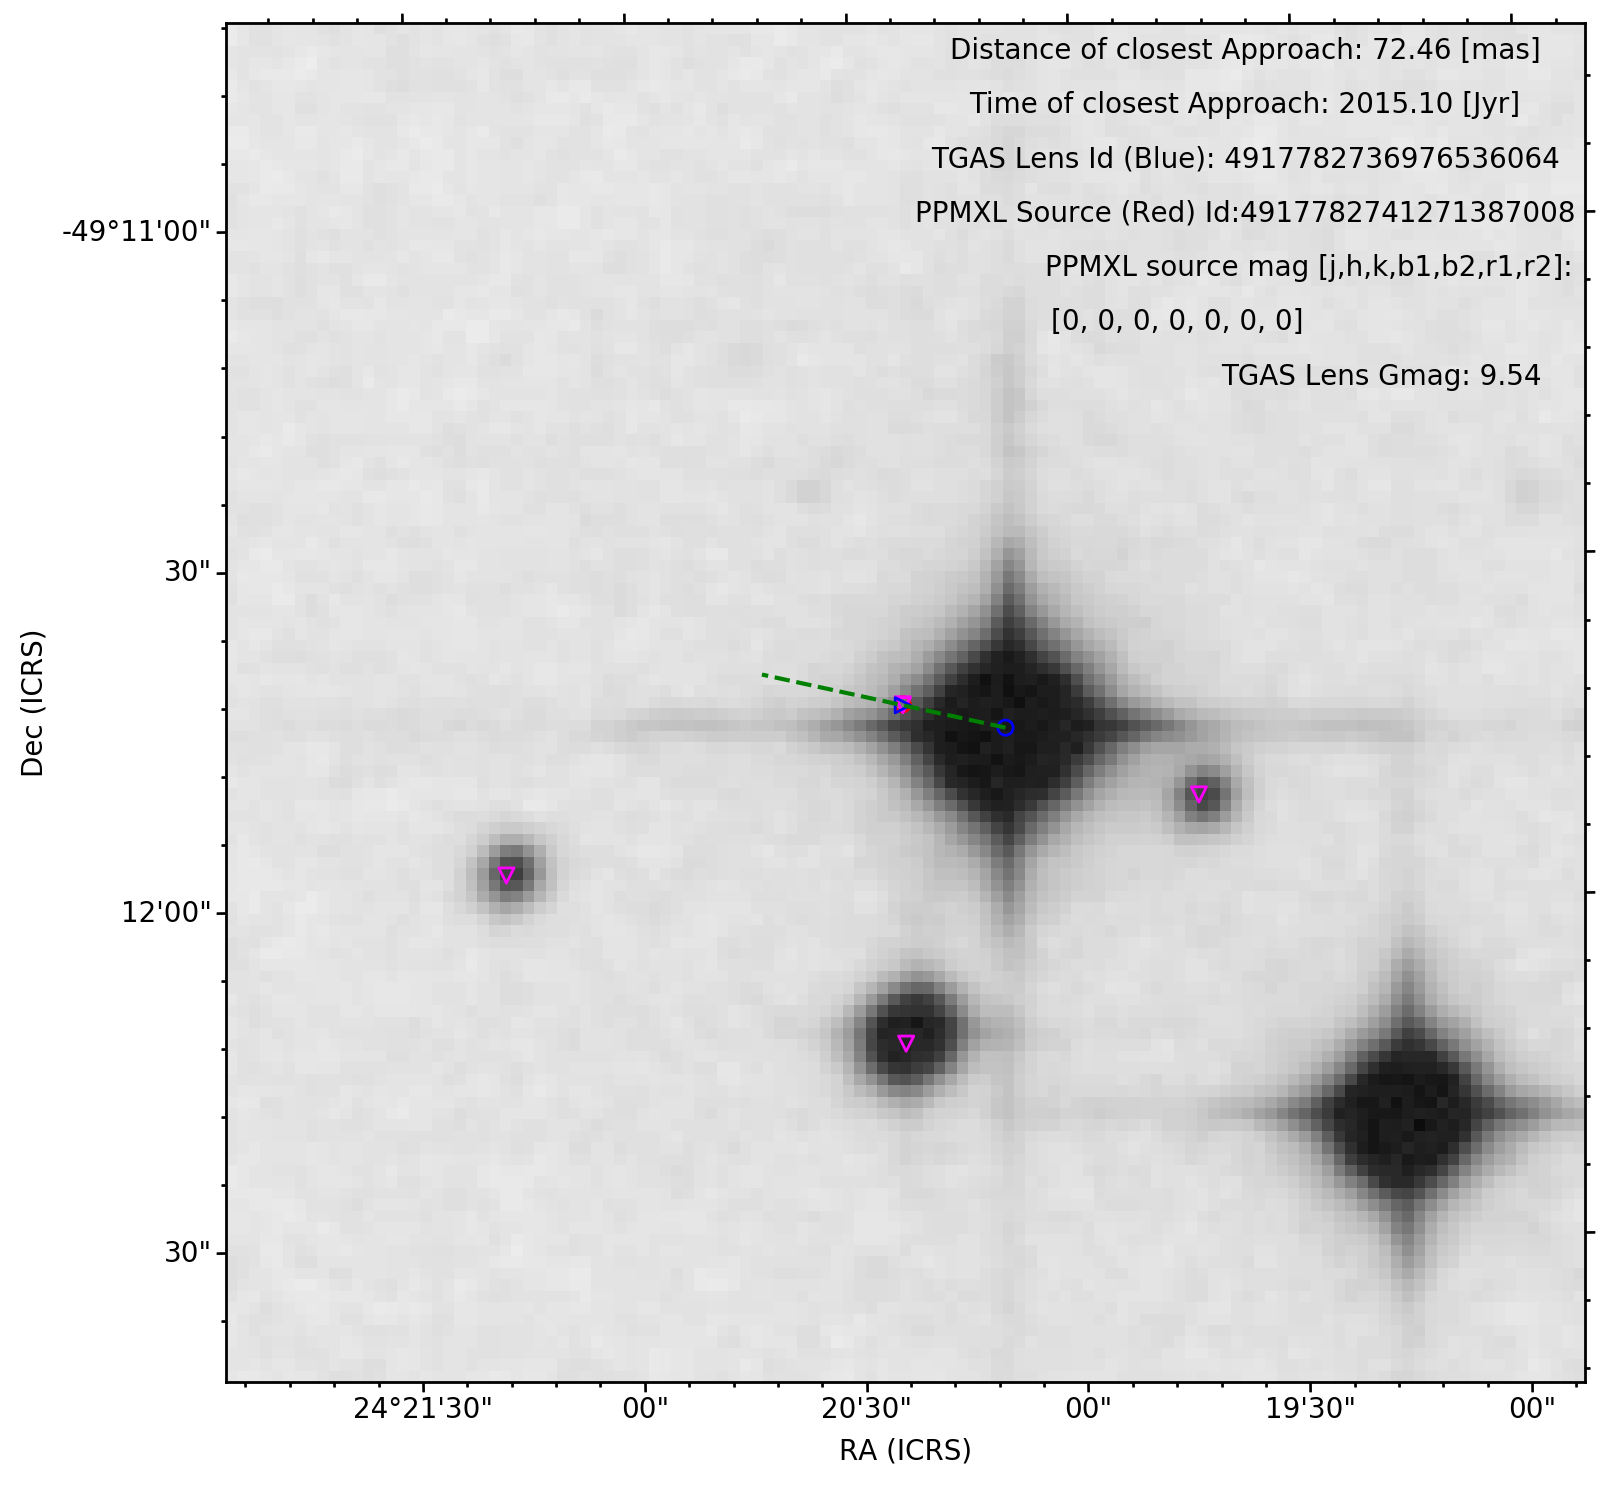 Distance of closest Approach: 72.46 [mas]
Time of closest Approach: 2015.10 [Jyr]
TGAS Lens Id (Blue): 4917782736976536064
PPMXL Source (Red) Id:4917782741271387008
PPMXL source mag [j,h,k,b1,b2,r1,r2]:
[0, 0, 0, 0, 0, 0, 0]
TGAS Lens Gmag: 9.54
-49°11'00"
30"
12'00"
30"
Dec (ICRS)
24°21'30" 00" 20'30" 00" 19'30" 00"
RA (ICRS)